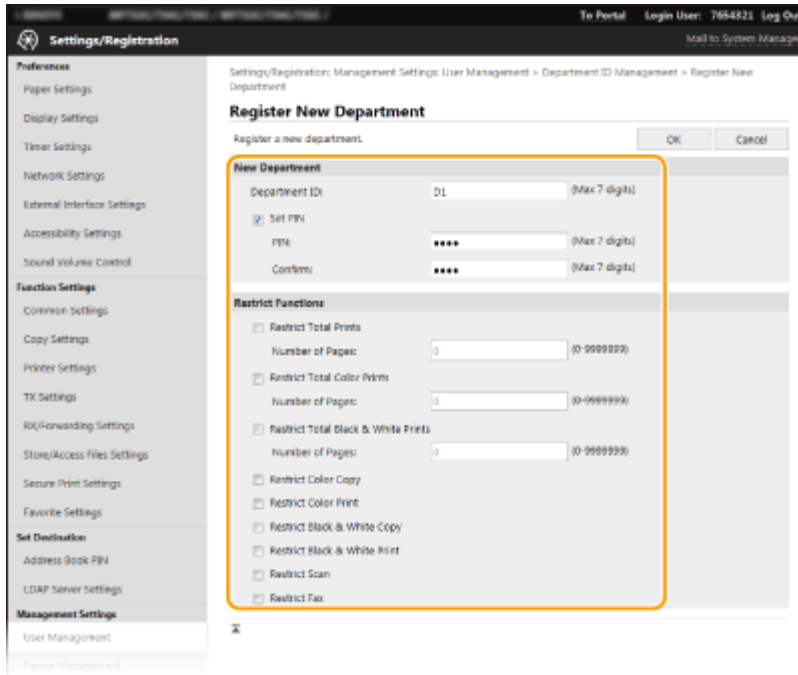 To Portal Login User: 7654321 Log Ou
Settings/Registration
Mail to System Manage
Preferences
Paper Settings
Display Settings
Timer Settings
Network Settings
External Interface Settings
Accessibility Settings
Sound Volume Control
Function Settings
Common Settings
Copy Settings
Printer Settings
TX Settings
RX/Forwarding Settings
Store/Access Files Settings
Secure Print Settings
Favorite Settings
Set Destination
Address Book PIN
LDAP Server Settings
Management Settings
User Management
Device Management
Settings/Registration: Management Settings: User Management > Department ID Management > Register New
Department
Register New Department
Register a new department.
OK Cancel
New Department
Department ID: D1 (Max 7 digits)
Set PIN
PIN: •••• (Max 7 digits)
Confirm: •••• (Max 7 digits)
Restrict Functions
Restrict Total Prints
Number of Pages: 0 (0-9999999)
Restrict Total Color Prints
Number of Pages: 0 (0-9999999)
Restrict Total Black & White Prints
Number of Pages: 0 (0-9999999)
Restrict Color Copy
Restrict Color Print
Restrict Black & White Copy
Restrict Black & White Print
Restrict Scan
Restrict Fax